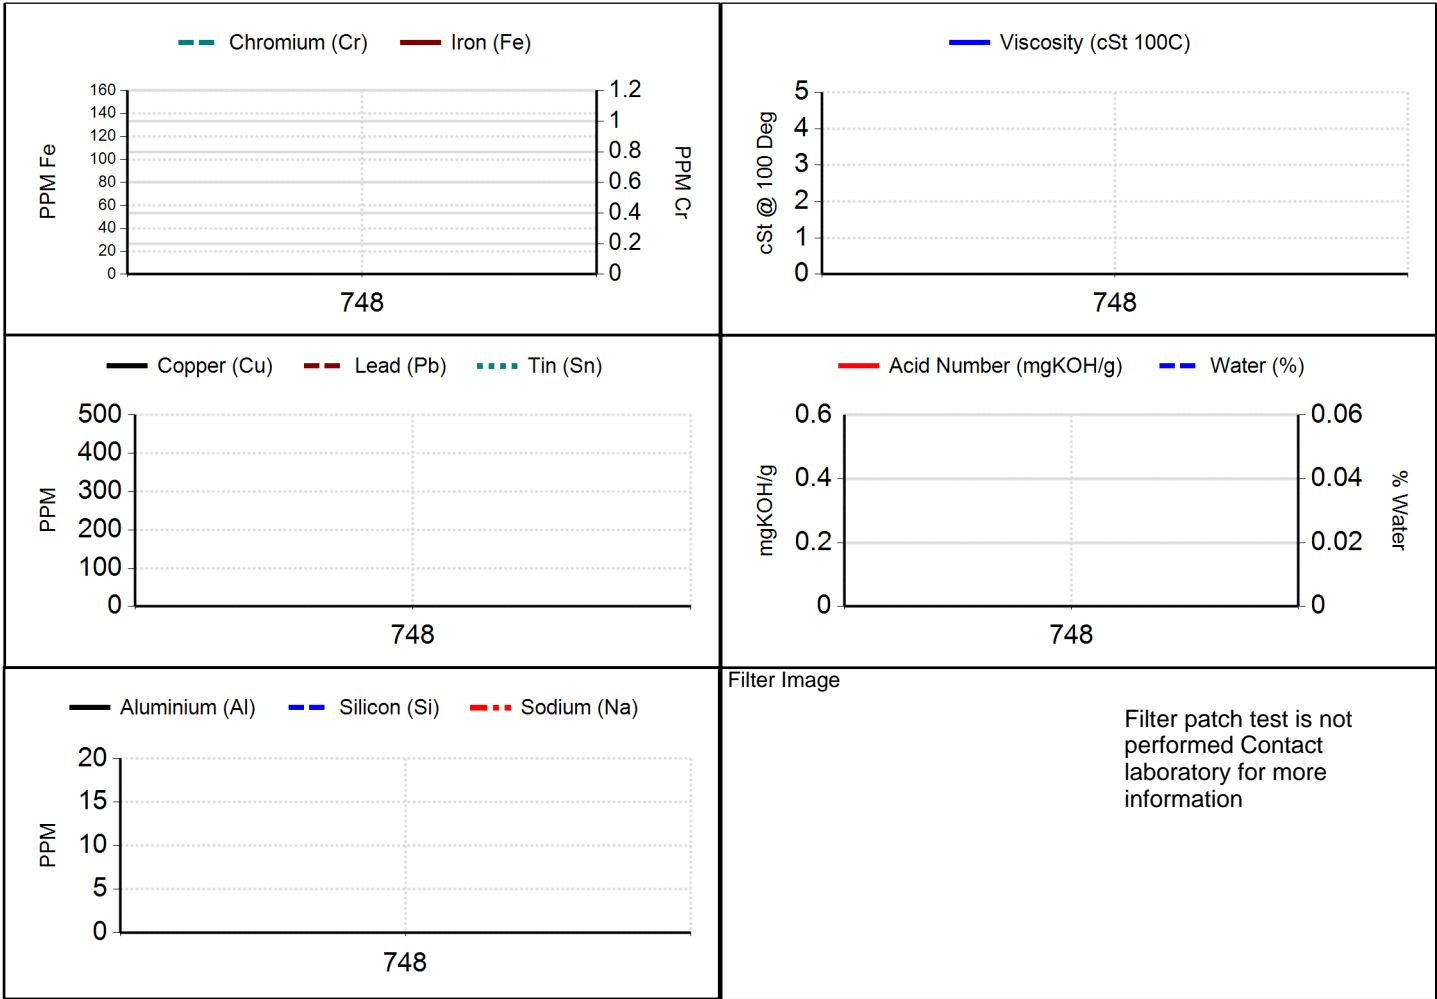 Chromium (Cr) Iron (Fe)
160
140
120
100
80
60
40
20
0
PPM Fe
1.2
1
0.8
0.6
0.4
0.2
0
PPM Cr
748
Viscosity (cSt 100C)
5
4
3
2
1
0
cSt @ 100 Deg
748
Copper (Cu) Lead (Pb) Tin (Sn)
500
400
300
200
100
0
PPM
748
Acid Number (mgKOH/g) Water (%)
0.6
0.4
0.2
0
mgKOH/g
0.06
0.04
0.02
0
% Water
748
Aluminium (Al) Silicon (Si) Sodium (Na)
20
15
10
5
0
PPM
748
Filter Image
Filter patch test is not
performed Contact
laboratory for more
information